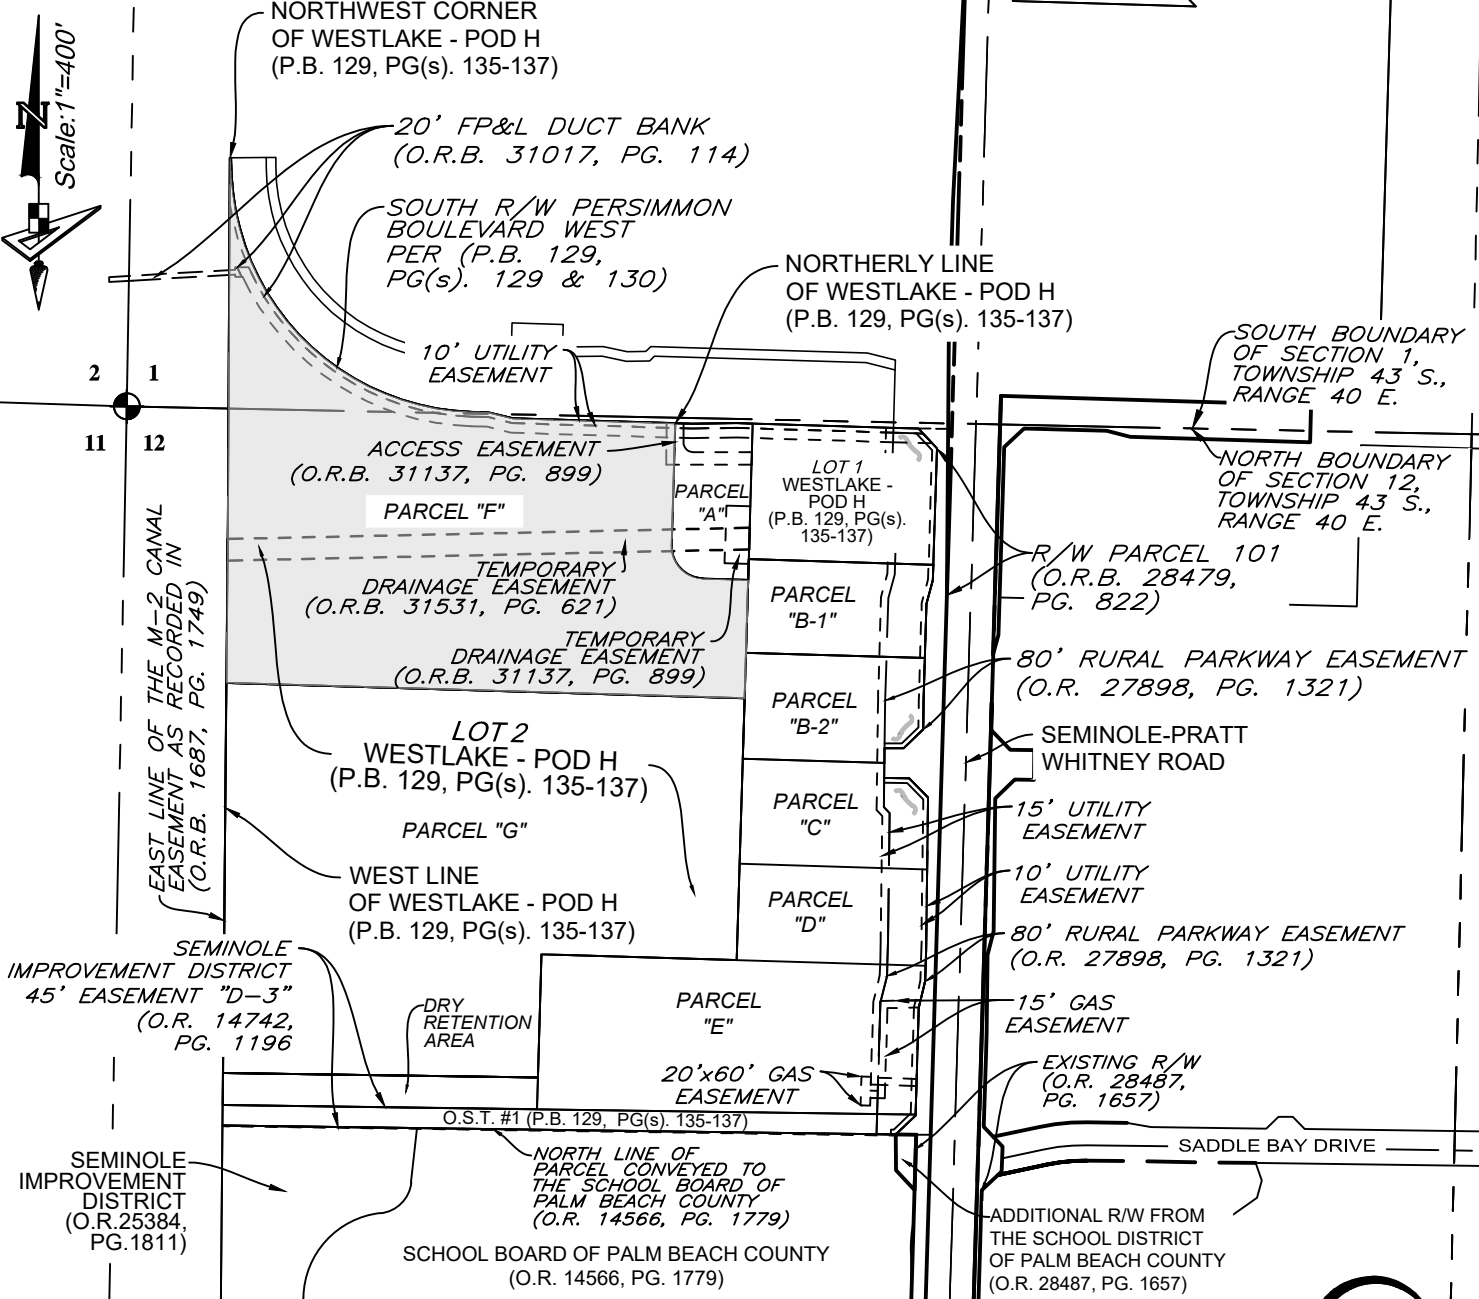 NORTHWEST CORNER
OF WESTLAKE - POD H
(P.B. 129, PG(s). 135-137)
N
Scale:1"=400'
20' FP&L DUCT BANK
(O.R.B. 31017, PG. 114)
SOUTH R/W PERSIMMON
BOULEVARD WEST
PER (P.B. 129,
PG(s). 129 & 130)
NORTHERLY LINE
OF WESTLAKE - POD H
(P.B. 129, PG(s). 135-137)
10' UTILITY
EASEMENT
SOUTH BOUNDARY
OF SECTION 1,
TOWNSHIP 43 S.,
RANGE 40 E.
2 1
11 12
ACCESS EASEMENT
(O.R.B. 31137, PG. 899)
PARCEL "F"
PARCEL
"A"
LOT 1
WESTLAKE -
POD H
(P.B. 129, PG(s).
135-137)
NORTH BOUNDARY
OF SECTION 12,
TOWNSHIP 43 S.,
RANGE 40 E.
R/W PARCEL 101
(O.R.B. 28479,
PG. 822)
EAST LINE OF THE M-2 CANAL
EASEMENT AS RECORDED IN
(O.R.B. 1687, PG. 1749)
TEMPORARY
DRAINAGE EASEMENT
(O.R.B. 31531, PG. 621)
PARCEL
"B-1"
TEMPORARY
DRAINAGE EASEMENT
(O.R.B. 31137, PG. 899)
80' RURAL PARKWAY EASEMENT
(O.R. 27898, PG. 1321)
PARCEL
"B-2"
LOT 2
WESTLAKE - POD H
(P.B. 129, PG(s). 135-137)
SEMINOLE-PRATT
WHITNEY ROAD
PARCEL "G"
PARCEL
"C"
15' UTILITY
EASEMENT
WEST LINE
OF WESTLAKE - POD H
(P.B. 129, PG(s). 135-137)
PARCEL
"D"
10' UTILITY
EASEMENT
80' RURAL PARKWAY EASEMENT
(O.R. 27898, PG. 1321)
SEMINOLE
IMPROVEMENT DISTRICT
45' EASEMENT "D-3"
(O.R. 14742,
PG. 1196
DRY
RETENTION
AREA
PARCEL
"E"
15' GAS
EASEMENT
20'x60' GAS
EASEMENT
EXISTING R/W
(O.R. 28487,
PG. 1657)
O.S.T. #1 (P.B. 129, PG(s). 135-137)
SADDLE BAY DRIVE
SEMINOLE
IMPROVEMENT
DISTRICT
(O.R.25384,
PG.1811)
NORTH LINE OF
PARCEL CONVEYED TO
THE SCHOOL BOARD OF
PALM BEACH COUNTY
(O.R. 14566, PG. 1779)
SCHOOL BOARD OF PALM BEACH COUNTY
(O.R. 14566, PG. 1779)
ADDITIONAL R/W FROM
THE SCHOOL DISTRICT
OF PALM BEACH COUNTY
(O.R. 28487, PG. 1657)